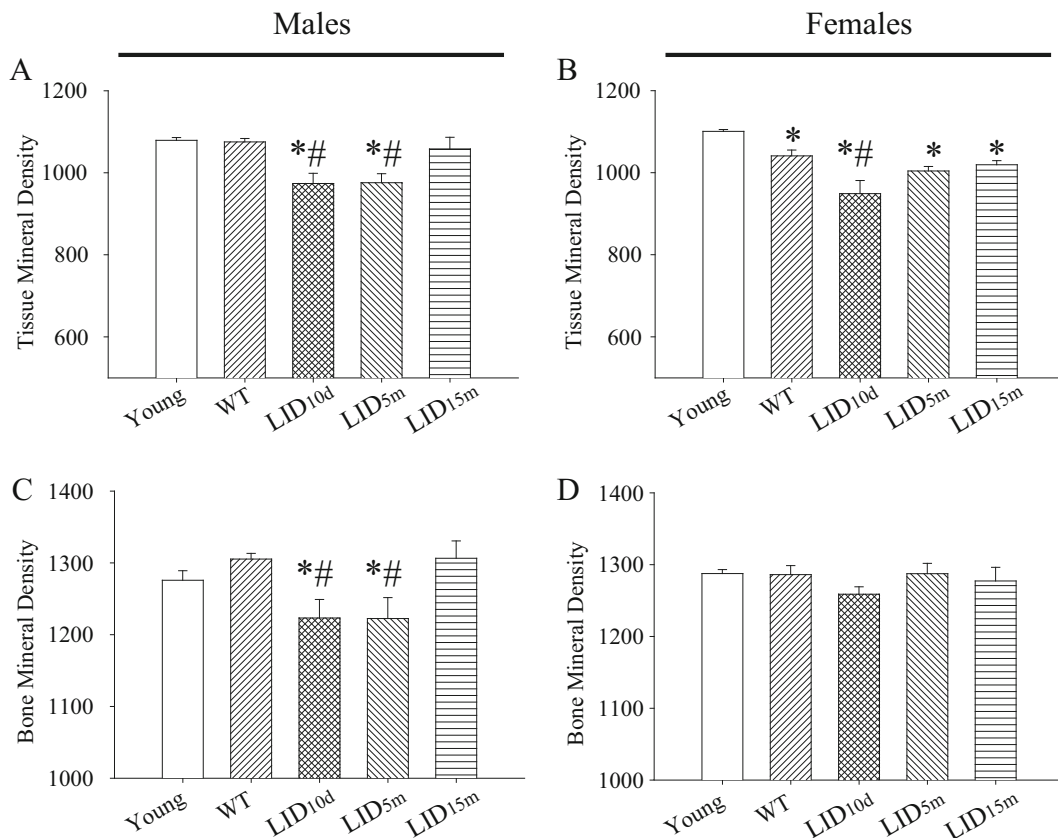 Males
Females
A
1200
1000
800
600
Tissue Mineral Density
*#
*#
Young
WT
LID10d
LID5m
LID15m
B
1200
1000
800
600
Tissue Mineral Density
*
*#
*
*
Young
WT
LID10d
LID5m
LID15m
C
1400
1300
1200
1100
1000
Bone Mineral Density
*#
*#
Young
WT
LID10d
LID5m
LID15m
D
1400
1300
1200
1100
1000
Bone Mineral Density
Young
WT
LID10d
LID5m
LID15m